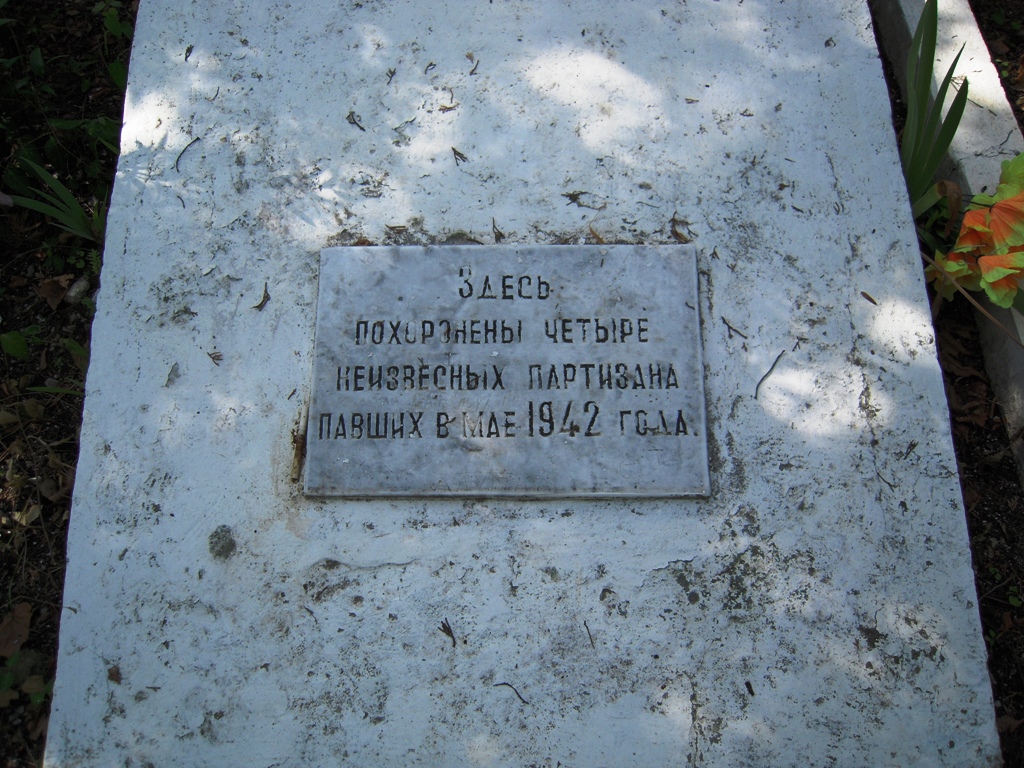 Здесь
похоронены четыре
неизвесных партизана
павших в мае 1942 года.